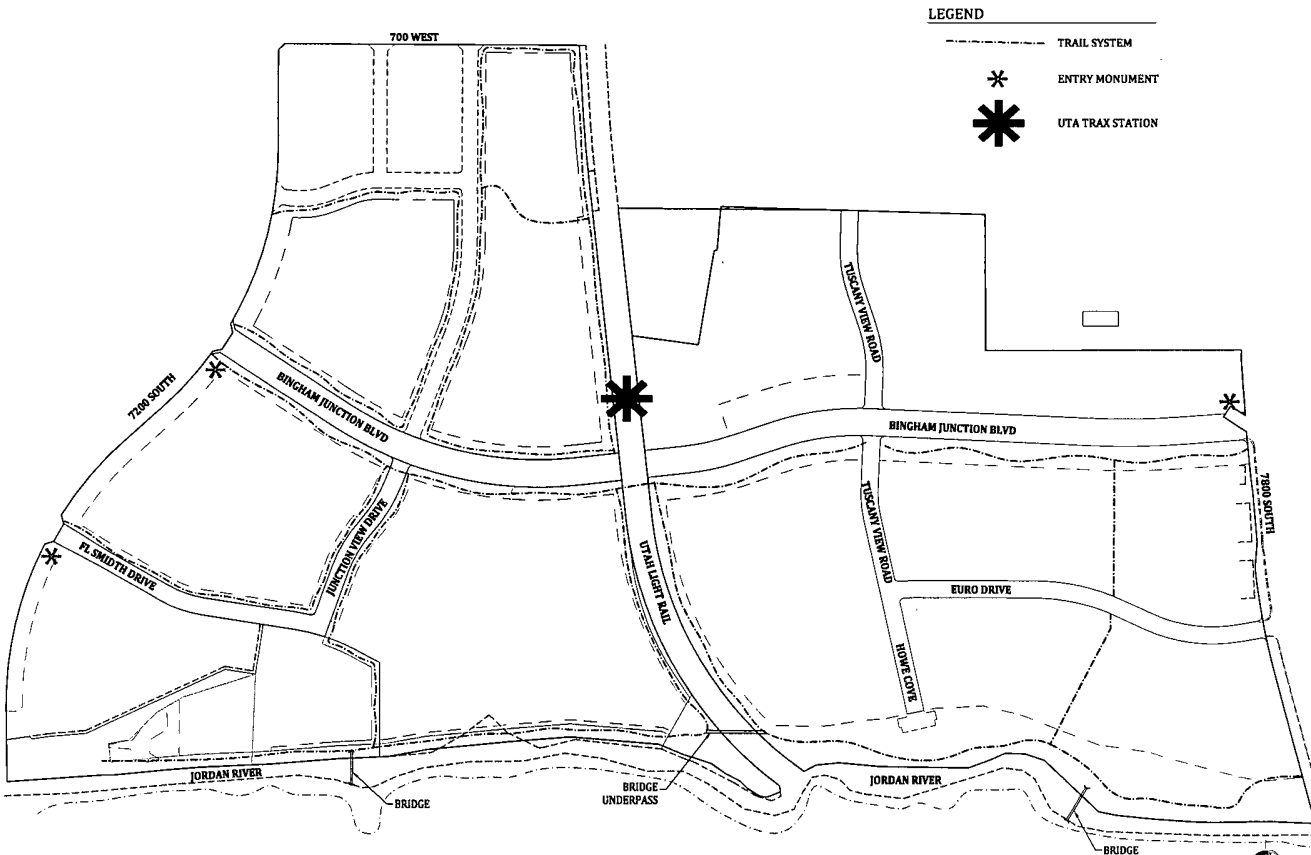 LEGEND
TRAIL SYSTEM
ENTRY MONUMENT
UTA TRAX STATION
700 WEST
TUSCANY VIEW ROAD
7200 SOUTH
BINGHAM JUNCTION BLVD
BINGHAM JUNCTION BLVD
7800 SOUTH
JUNCTION VIEW DRIVE
FL SMIDTH DRIVE
UTAH LIGHT RAIL
TUSCANY VIEW ROAD
EURO DRIVE
HOWE COVE
JORDAN RIVER
JORDAN RIVER
BRIDGE
BRIDGE
UNDERPASS
BRIDGE